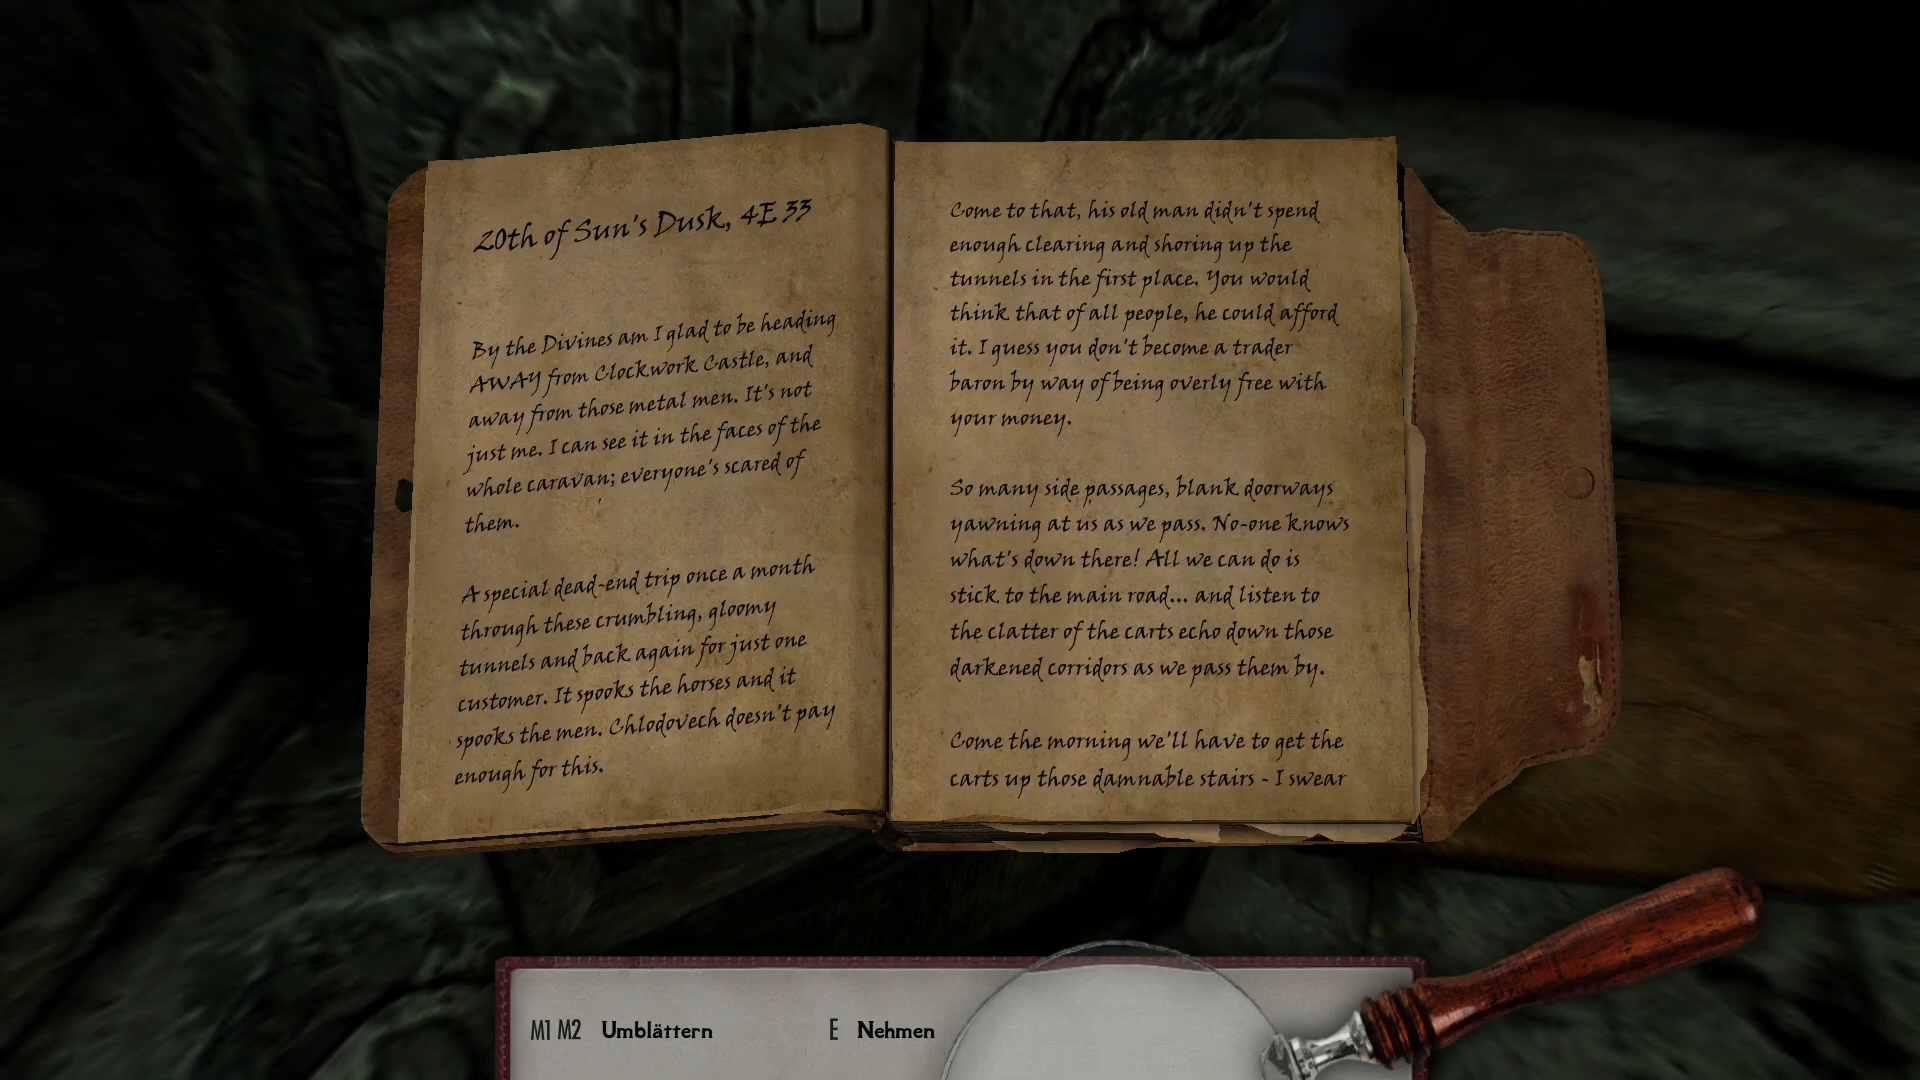 20th of Sun's Dusk, 4E 33
By the Divines am I glad to be heading
AWAY from Clockwork Castle, and
away from those metal men. It's not
just me. I can see it in the faces of the
whole caravan; everyone's scared of
them.
A special dead-end trip once a month
through these crumbling, gloomy
tunnels and back again for just one
customer. It spooks the horses and it
spooks the men. Chlodovech doesn't pay
enough for this.
Come to that, his old man didn't spend
enough clearing and shoring up the
tunnels in the first place. You would
think that of all people, he could afford
it. I guess you don't become a trader
baron by way of being overly free with
your money.
So many side passages, blank doorways
yawning at us as we pass. No-one knows
what's down there! All we can do is
stick to the main road... and listen to
the clatter of the carts echo down those
darkened corridors as we pass them by.
Come the morning we'll have to get the
carts up those damnable stairs - I swear
M1 M2 Umblättern E Nehmen